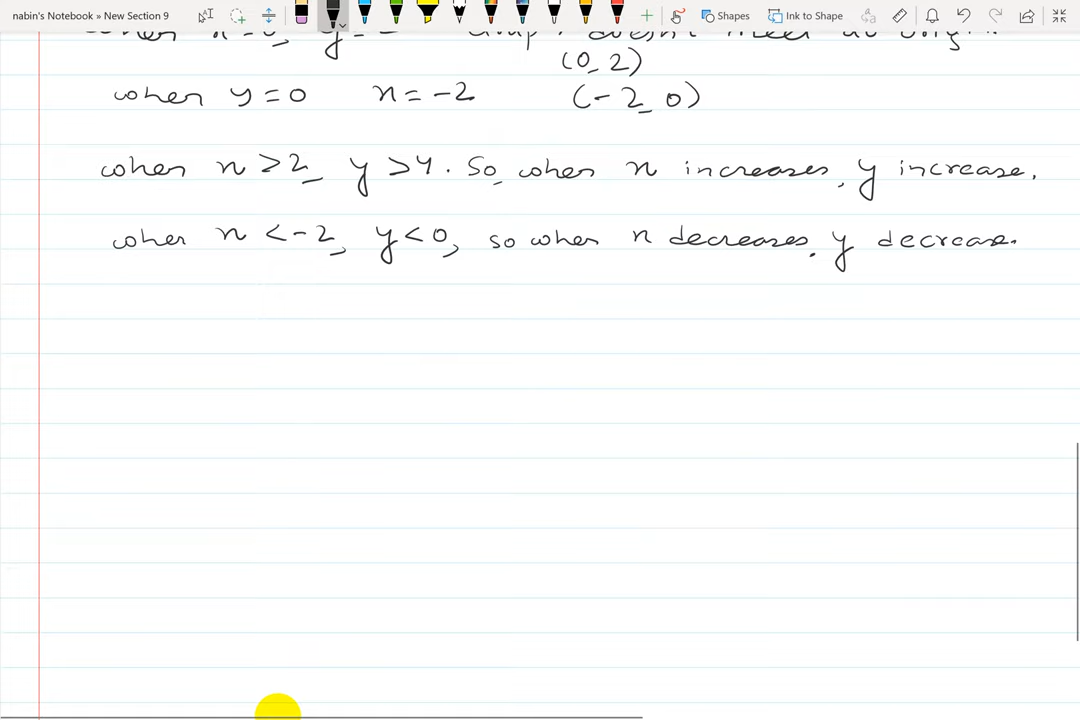 nabin's Notebook » New Section 9
Shapes
Ink to Shape
(0, 2)
when y = 0 x = -2 (-2, 0)
when x > 2, y > 4. So, when x increases, y increase.
when x < -2, y < 0, so when x decreases, y decrease.